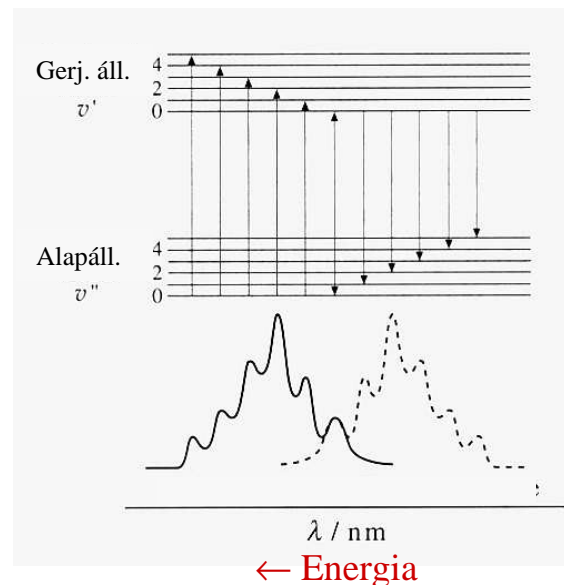 Gerj. áll.
v'
4
2
0
Alapáll.
v"
4
2
0
λ / nm
← Energia